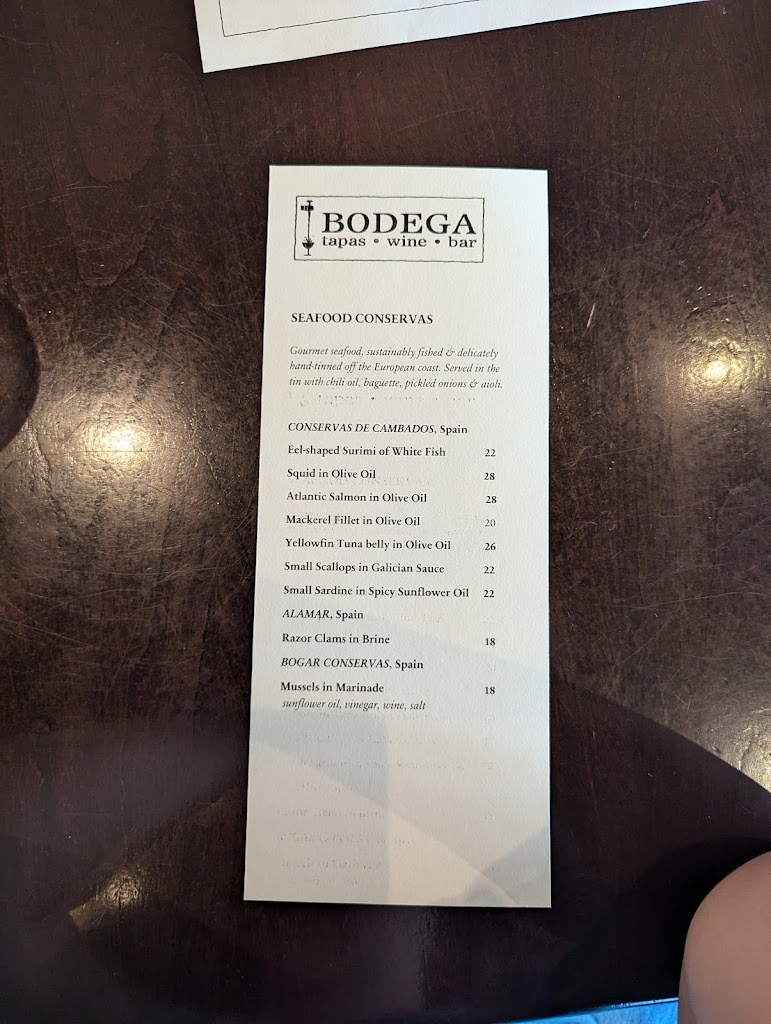 BODEGA
tapas • wine • bar
SEAFOOD CONSERVAS
Gourmet seafood, sustainably fished & delicately
hand-tinned off the European coast. Served in the
tin with chili oil, baguette, pickled onions & aioli.
CONSERVAS DE CAMBADOS, Spain
Eel-shaped Surimi of White Fish 22
Squid in Olive Oil 28
Atlantic Salmon in Olive Oil 28
Mackerel Fillet in Olive Oil 20
Yellowfin Tuna belly in Olive Oil 26
Small Scallops in Galician Sauce 22
Small Sardine in Spicy Sunflower Oil 22
ALAMAR, Spain
Razor Clams in Brine 18
BOGAR CONSERVAS, Spain
Mussels in Marinade 18
sunflower oil, vinegar, wine, salt